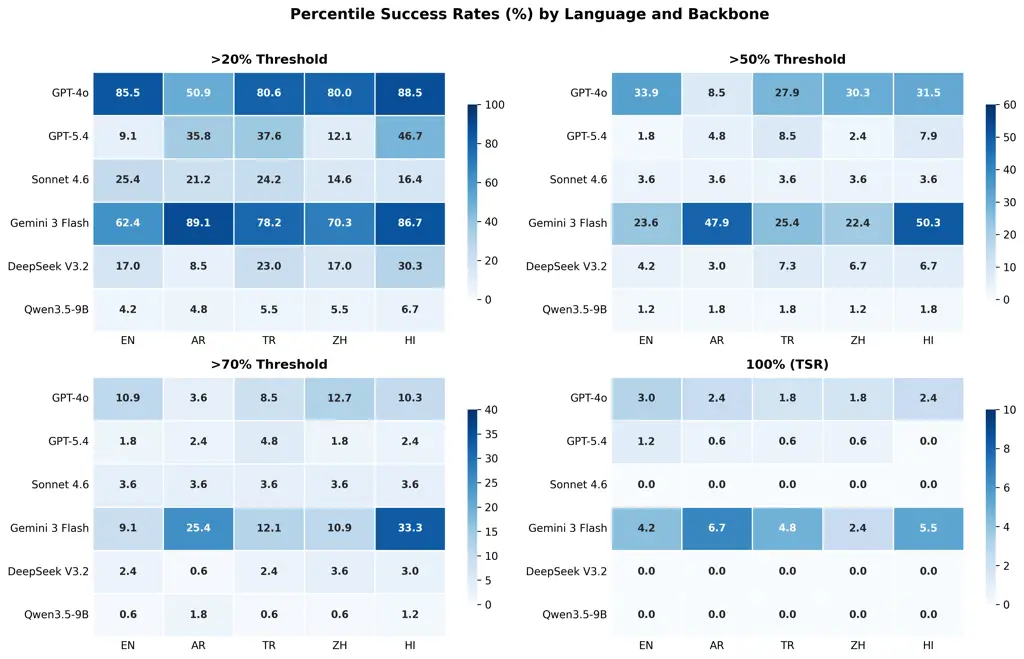 Percentile Success Rates (%) by Language and Backbone
>20% Threshold
GPT-4o 85.5 50.9 80.6 80.0 88.5
GPT-5.4 9.1 35.8 37.6 12.1 46.7
Sonnet 4.6 25.4 21.2 24.2 14.6 16.4
Gemini 3 Flash 62.4 89.1 78.2 70.3 86.7
DeepSeek V3.2 17.0 8.5 23.0 17.0 30.3
Qwen3.5-9B 4.2 4.8 5.5 5.5 6.7
EN AR TR ZH HI
100
80
60
40
20
0
>50% Threshold
GPT-4o 33.9 8.5 27.9 30.3 31.5
GPT-5.4 1.8 4.8 8.5 2.4 7.9
Sonnet 4.6 3.6 3.6 3.6 3.6 3.6
Gemini 3 Flash 23.6 47.9 25.4 22.4 50.3
DeepSeek V3.2 4.2 3.0 7.3 6.7 6.7
Qwen3.5-9B 1.2 1.8 1.8 1.2 1.8
EN AR TR ZH HI
60
50
40
30
20
10
0
>70% Threshold
GPT-4o 10.9 3.6 8.5 12.7 10.3
GPT-5.4 1.8 2.4 4.8 1.8 2.4
Sonnet 4.6 3.6 3.6 3.6 3.6 3.6
Gemini 3 Flash 9.1 25.4 12.1 10.9 33.3
DeepSeek V3.2 2.4 0.6 2.4 3.6 3.0
Qwen3.5-9B 0.6 1.8 0.6 0.6 1.2
EN AR TR ZH HI
40
35
30
25
20
15
10
5
0
100% (TSR)
GPT-4o 3.0 2.4 1.8 1.8 2.4
GPT-5.4 1.2 0.6 0.6 0.6 0.0
Sonnet 4.6 0.0 0.0 0.0 0.0 0.0
Gemini 3 Flash 4.2 6.7 4.8 2.4 5.5
DeepSeek V3.2 0.0 0.0 0.0 0.0 0.0
Qwen3.5-9B 0.0 0.0 0.0 0.0 0.0
EN AR TR ZH HI
10
8
6
4
2
0